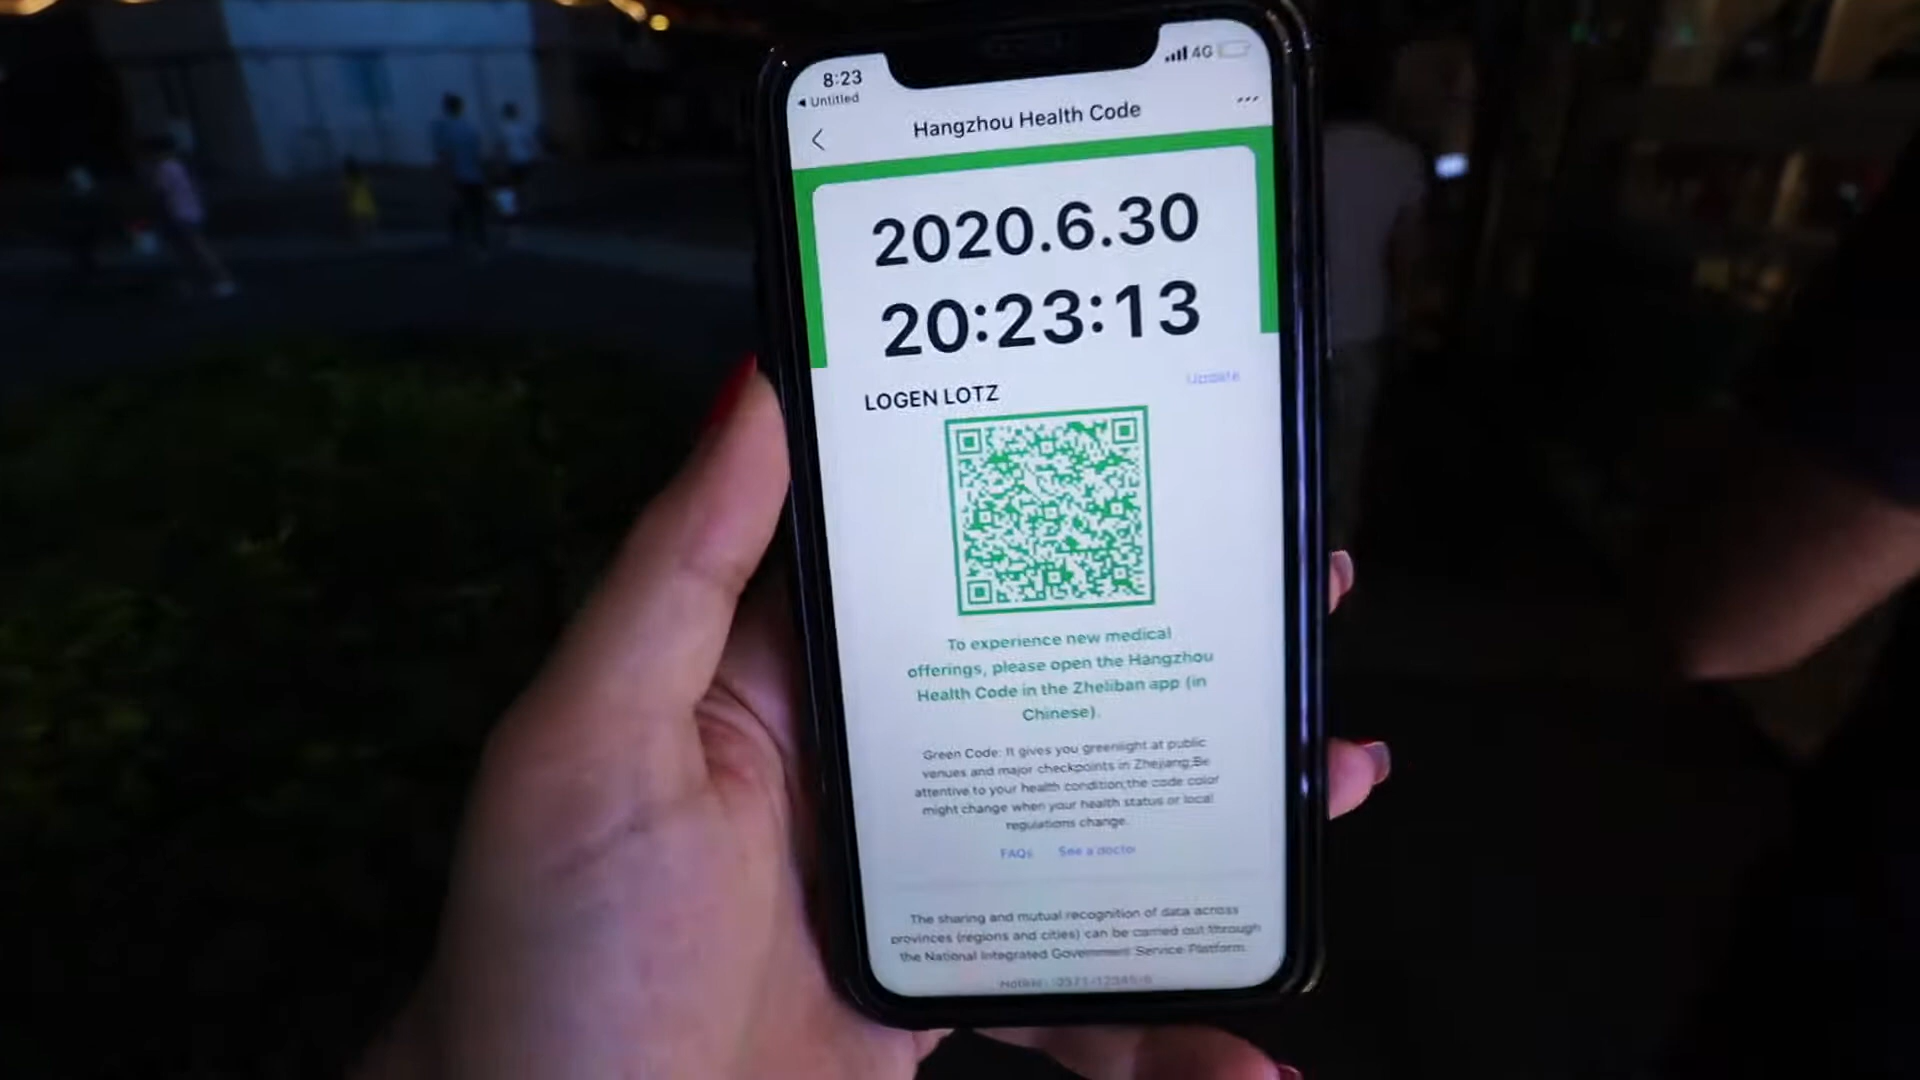 8:23
4G
◀ Untitled
Hangzhou Health Code
2020.6.30
20:23:13
Update
LOGEN LOTZ
To experience new medical
offerings, please open the Hangzhou
Health Code in the Zheliban app (in
Chinese).
Green Code: It gives you greenlight at public
venues and major checkpoints in Zhejiang;Be
attentive to your health condition,the code color
might change when your health status or local
regulations change.
FAQs See a doctor
The sharing and mutual recognition of data across
provinces (regions and cities) can be carried out through
the National Integrated Government Service Platform.
Hotline: